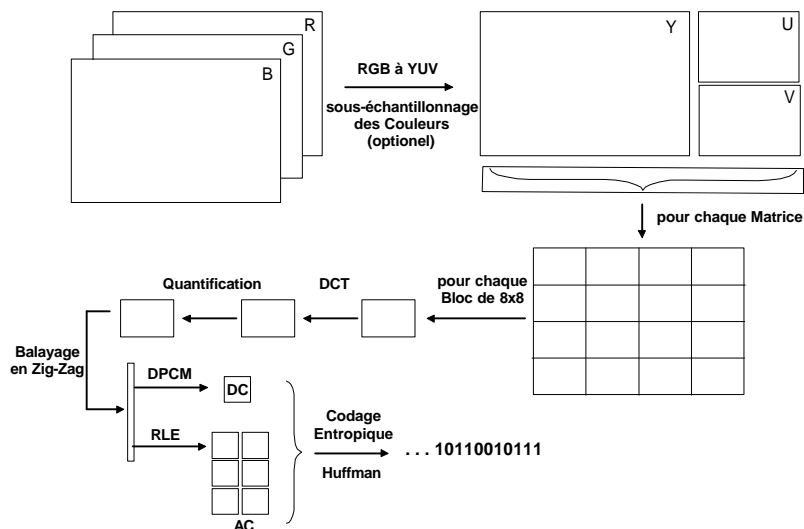 R
G
B
RGB à YUV
sous-échantillonnage
des Couleurs
(optionel)
Y
U
V
pour chaque Matrice
pour chaque
Bloc de 8x8
DCT
Quantification
Balayage
en Zig-Zag
DPCM
DC
RLE
AC
Codage
Entropique
Huffman
. . . 10110010111